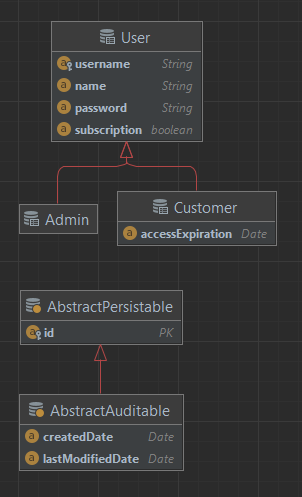 User
username String
name String
password String
subscription boolean
Admin
Customer
accessExpiration Date
AbstractPersistable
id PK
AbstractAuditable
createdDate Date
lastModifiedDate Date